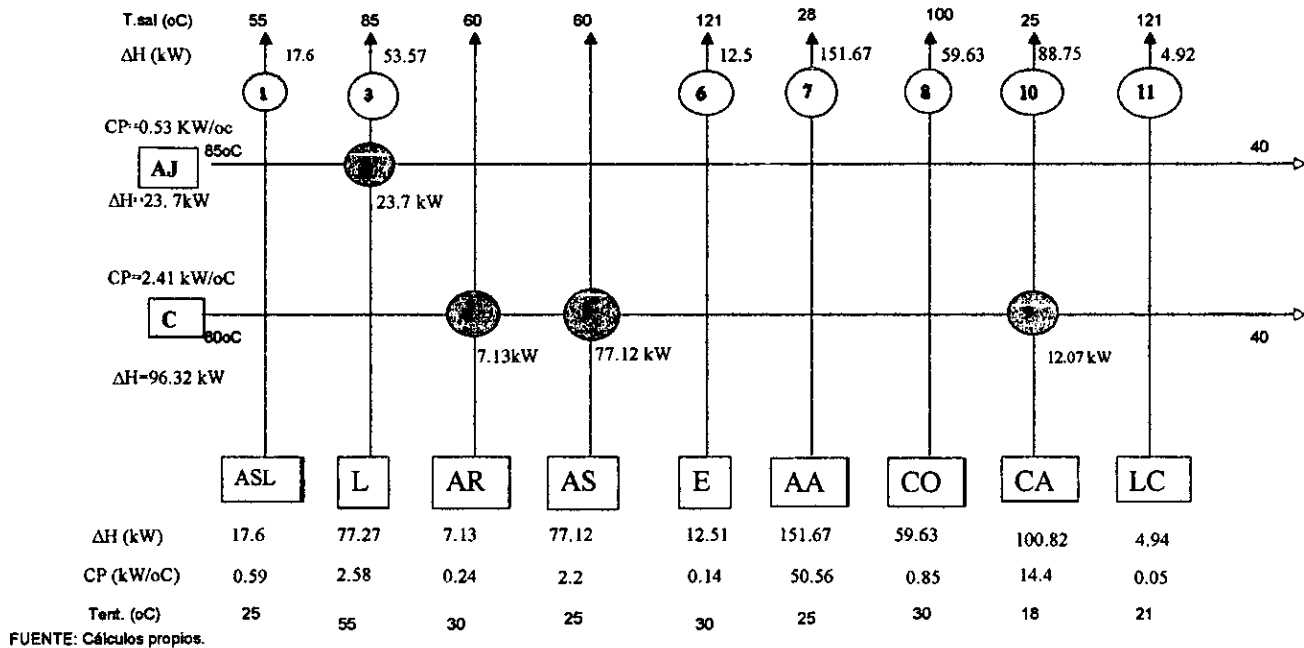 T.sal (oC) 55 85 60 60 121 28 100 25 121
ΔH (kW) 17.6 53.57 12.5 151.67 59.63 88.75 4.92
1 3 6 7 8 10 11
CP=0.53 KW/oc
AJ 85oC 40
ΔH=23.7kW 23.7 kW
CP=2.41 kW/oC
C 80oC 40
7.13kW 77.12 kW 12.07 kW
ΔH=96.32 kW
ASL L AR AS E AA CO CA LC
ΔH (kW) 17.6 77.27 7.13 77.12 12.51 151.67 59.63 100.82 4.94
CP (kW/oC) 0.59 2.58 0.24 2.2 0.14 50.56 0.85 14.4 0.05
Tent. (oC) 25 55 30 25 30 25 30 18 21
FUENTE: Cálculos propios.